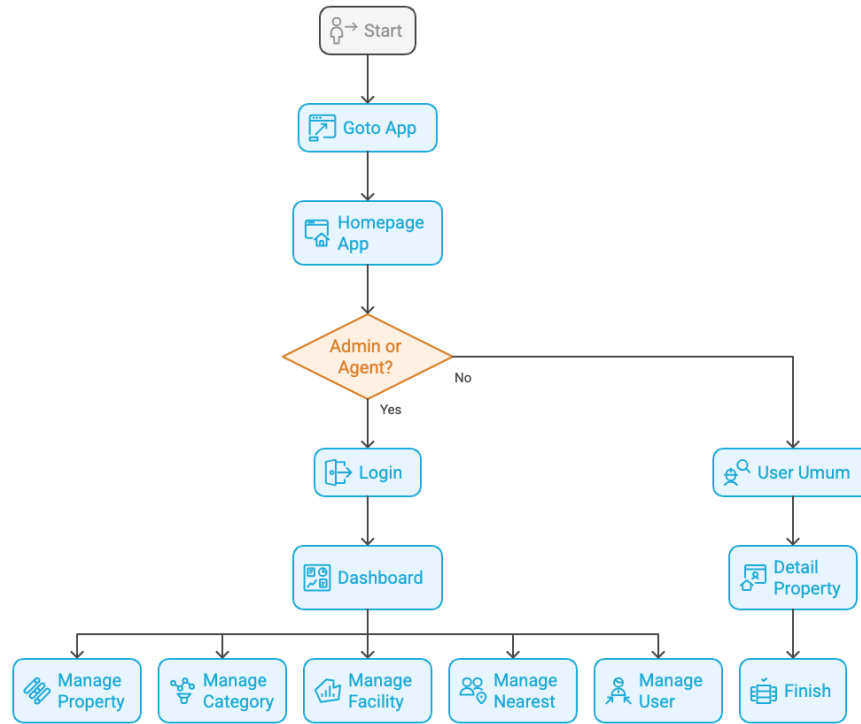 Start
Goto App
Homepage
App
Admin or
Agent?
No
Yes
Login
User Umum
Dashboard
Detail
Property
Manage
Property
Manage
Category
Manage
Facility
Manage
Nearest
Manage
User
Finish